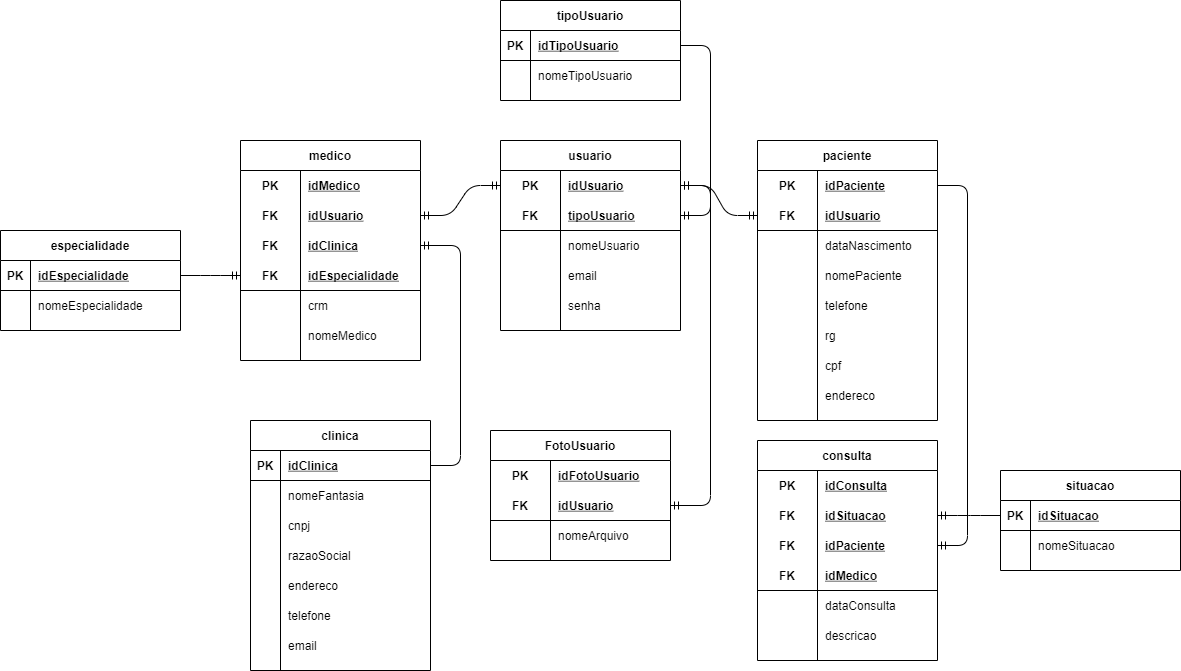 tipoUsuario
PK idTipoUsuario
nomeTipoUsuario
medico
PK idMedico
FK idUsuario
FK idClinica
FK idEspecialidade
crm
nomeMedico
usuario
PK idUsuario
FK tipoUsuario
nomeUsuario
email
senha
paciente
PK idPaciente
FK idUsuario
dataNascimento
nomePaciente
telefone
rg
cpf
endereco
especialidade
PK idEspecialidade
nomeEspecialidade
clinica
PK idClinica
nomeFantasia
cnpj
razaoSocial
endereco
telefone
email
FotoUsuario
PK idFotoUsuario
FK idUsuario
nomeArquivo
consulta
PK idConsulta
FK idSituacao
FK idPaciente
FK idMedico
dataConsulta
descricao
situacao
PK idSituacao
nomeSituacao